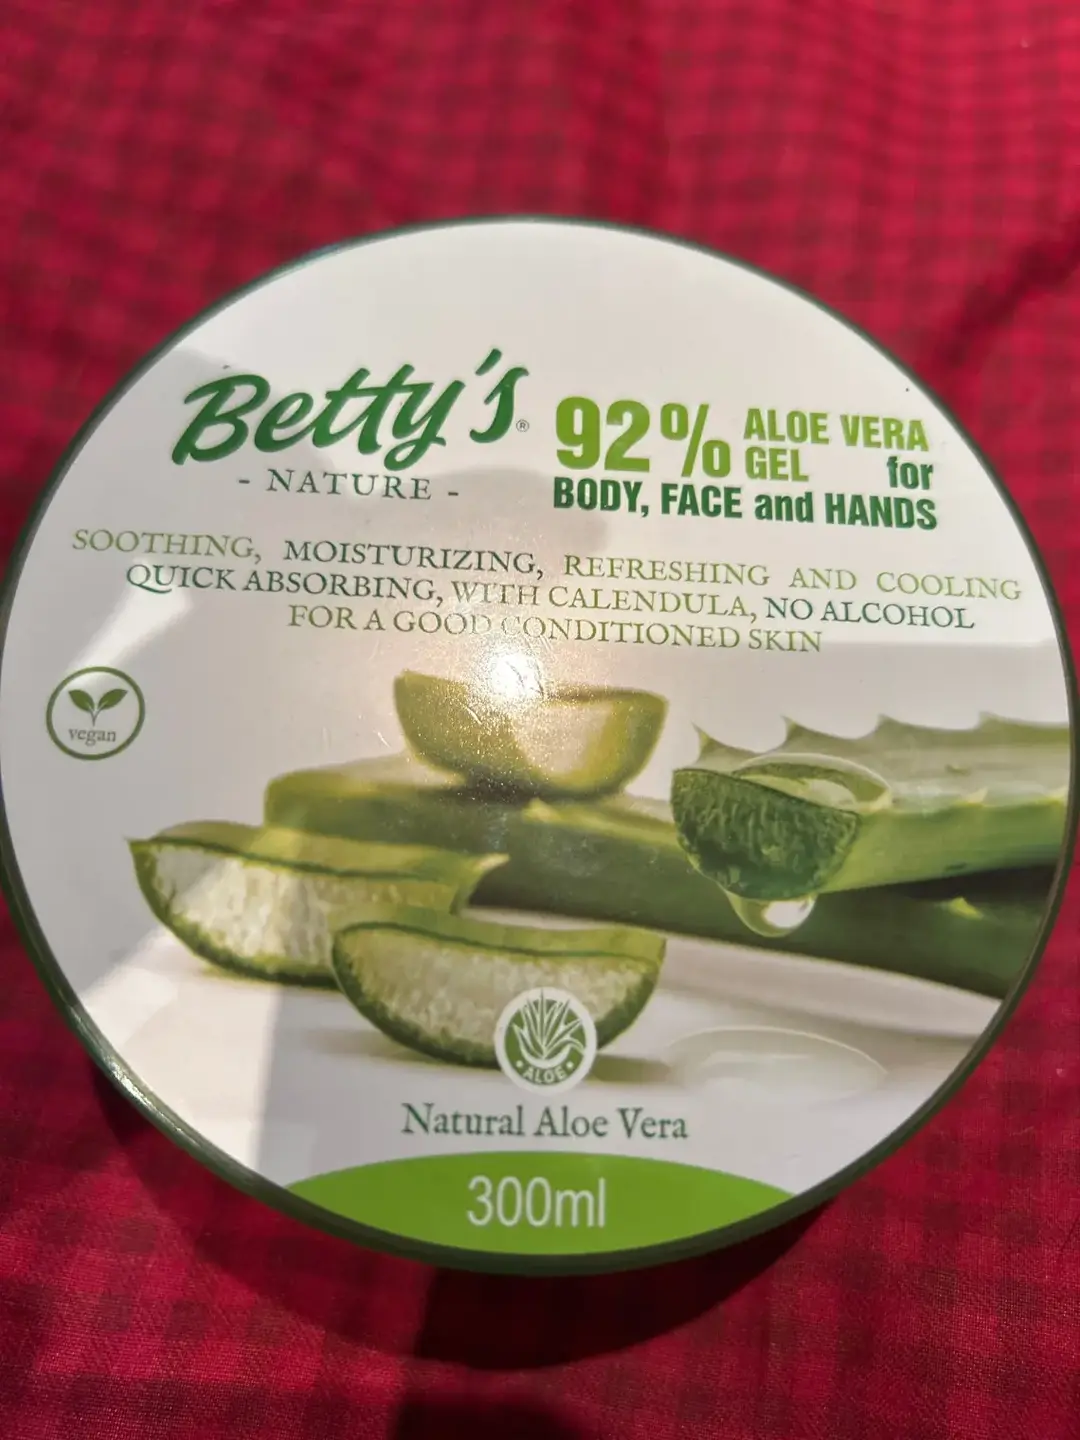 Betty's®
- NATURE -
92% ALOE VERA
GEL for
BODY, FACE and HANDS
SOOTHING, MOISTURIZING, REFRESHING AND COOLING
QUICK ABSORBING, WITH CALENDULA, NO ALCOHOL
FOR A GOOD CONDITIONED SKIN
vegan
ALOE
Natural Aloe Vera
300ml